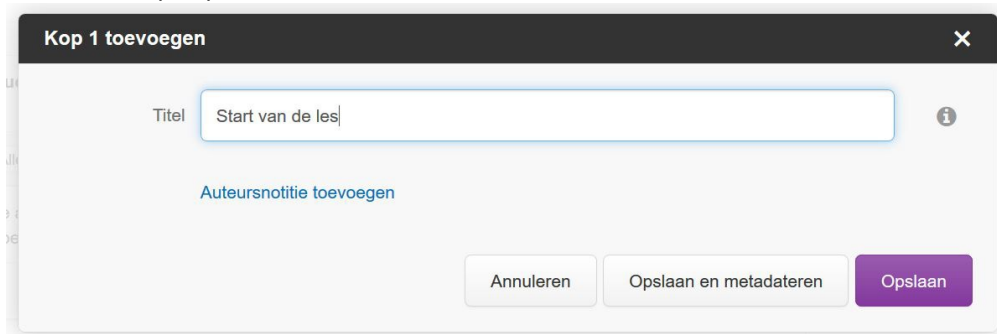 Kop 1 toevoegen
Titel
Start van de les
Auteursnotitie toevoegen
Annuleren
Opslaan en metadateren
Opslaan